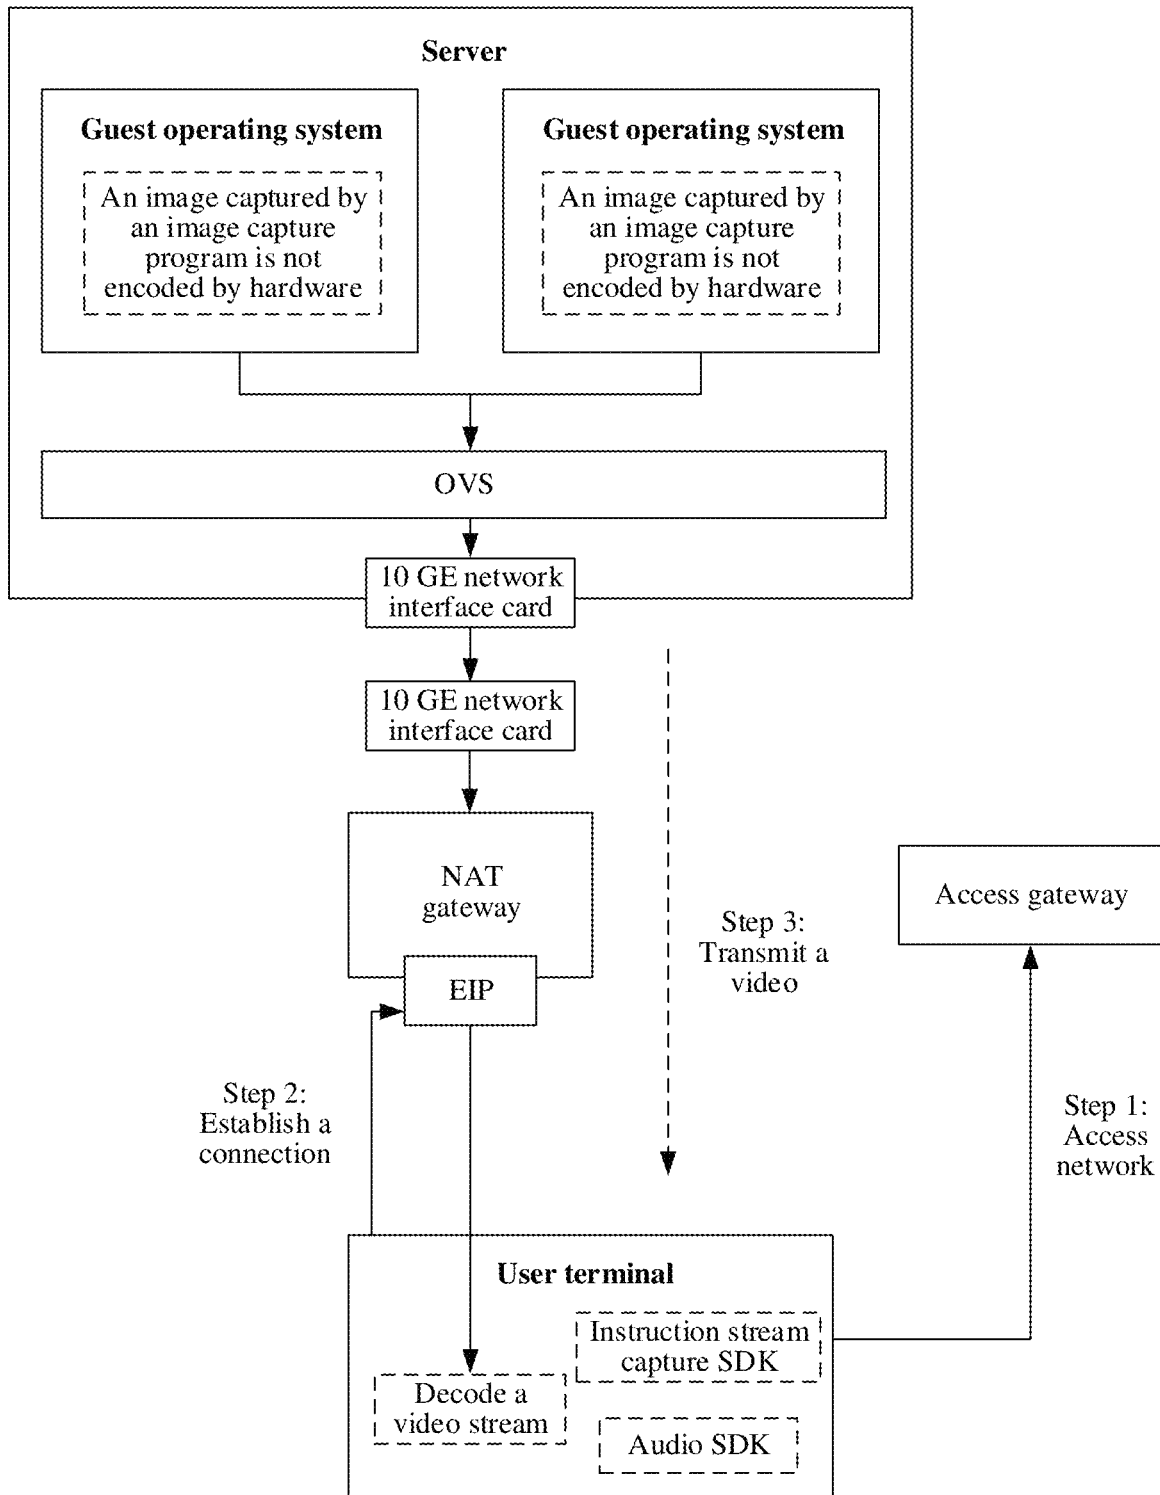 Server
Guest operating system
An image captured by
an image capture
program is not
encoded by hardware
Guest operating system
An image captured by
an image capture
program is not
encoded by hardware
OVS
10 GE network
interface card
10 GE network
interface card
NAT
gateway
EIP
Access gateway
Step 3:
Transmit a
video
Step 2:
Establish a
connection
Step 1:
Access
network
User terminal
Instruction stream
capture SDK
Decode a
video stream
Audio SDK